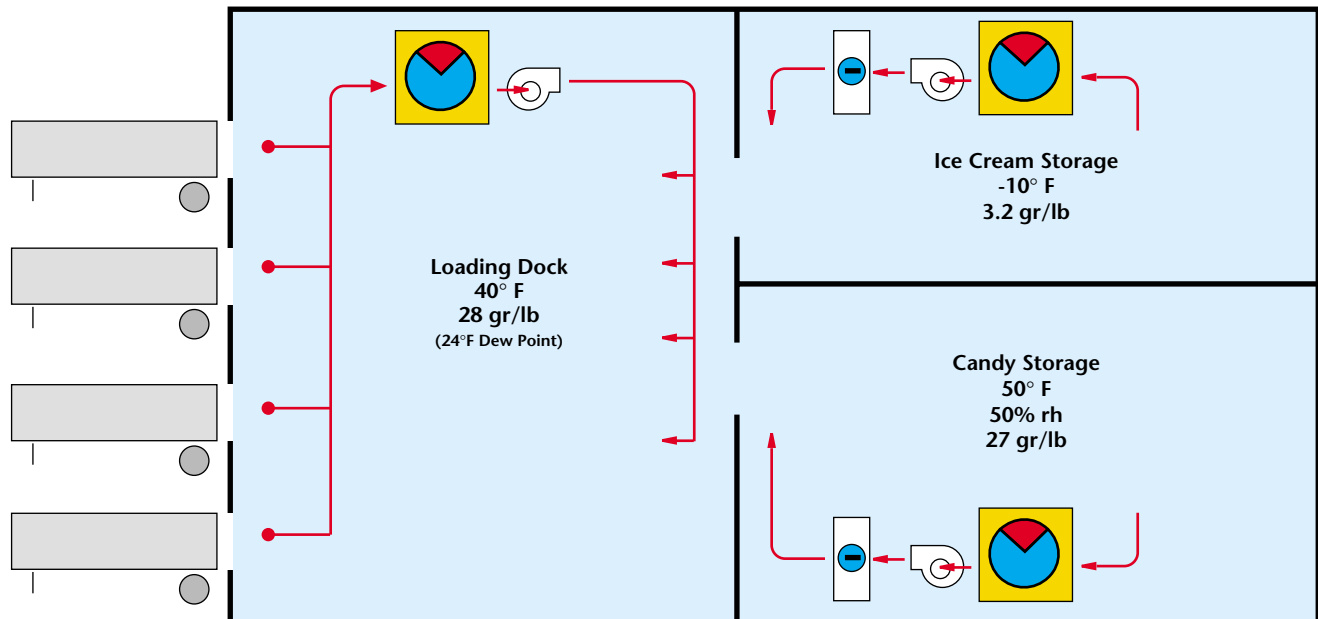 Loading Dock
40° F
28 gr/lb
(24°F Dew Point)
Ice Cream Storage
-10° F
3.2 gr/lb
Candy Storage
50° F
50% rh
27 gr/lb